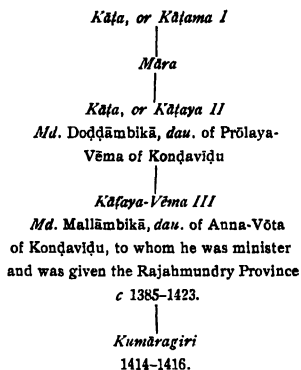 Kāṭa, or Kāṭama I
Māra
Kāṭa, or Kāṭaya II
Md. Doḍḍāmbikā, dau. of Prōlaya-
Vēma of Konḍavīḍu
Kāṭaya-Vēma III
Md. Mallāmbikā, dau. of Anna-Vōta
of Konḍavīḍu, to whom he was minister
and was given the Rajahmundry Province
c 1385-1423.
Kumāragiri
1414-1416.